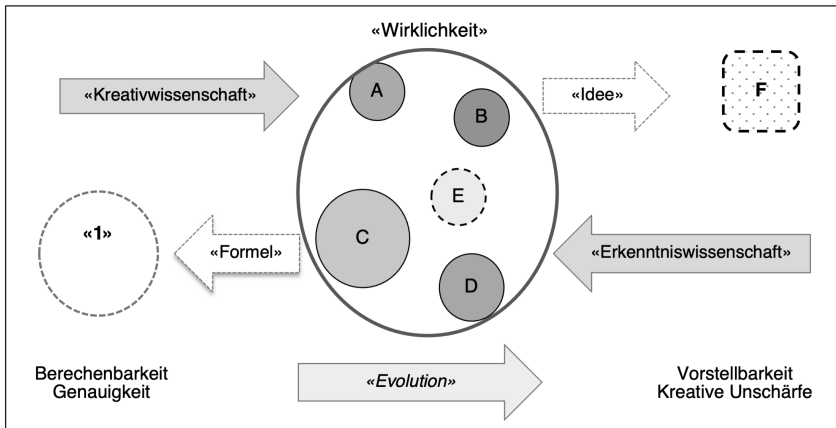 «Wirklichkeit»
«Kreativwissenschaft»
A
B
«Idee»
F
E
«1»
«Formel»
C
«Erkenntniswissenschaft»
D
Berechenbarkeit
Genauigkeit
«Evolution»
Vorstellbarkeit
Kreative Unschärfe